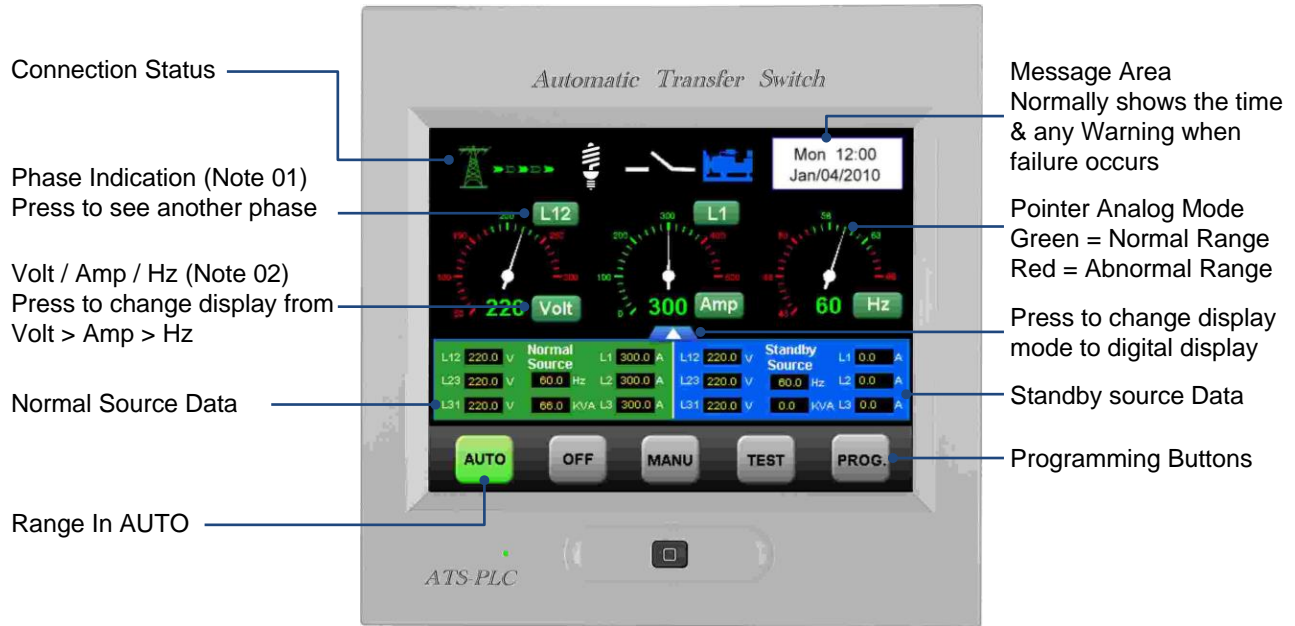 Connection Status
Phase Indication (Note 01)
Press to see another phase
Volt / Amp / Hz (Note 02)
Press to change display from
Volt > Amp > Hz
Normal Source Data
Range In AUTO
Automatic Transfer Switch
Mon 12:00
Jan/04/2010
L12
L1
220
Volt
300
Amp
60
Hz
Normal
Source
L12 220.0 V
L1 300.0 A
L23 220.0 V
60.0 Hz
L2 300.0 A
L31 220.0 V
66.0 KVA
L3 300.0 A
Standby
Source
L12 220.0 V
L1 0.0 A
L23 220.0 V
60.0 Hz
L2 0.0 A
L31 220.0 V
0.0 KVA
L3 0.0 A
AUTO
OFF
MANU
TEST
PROG.
ATS-PLC
Message Area
Normally shows the time
& any Warning when
failure occurs
Pointer Analog Mode
Green = Normal Range
Red = Abnormal Range
Press to change display
mode to digital display
Standby source Data
Programming Buttons